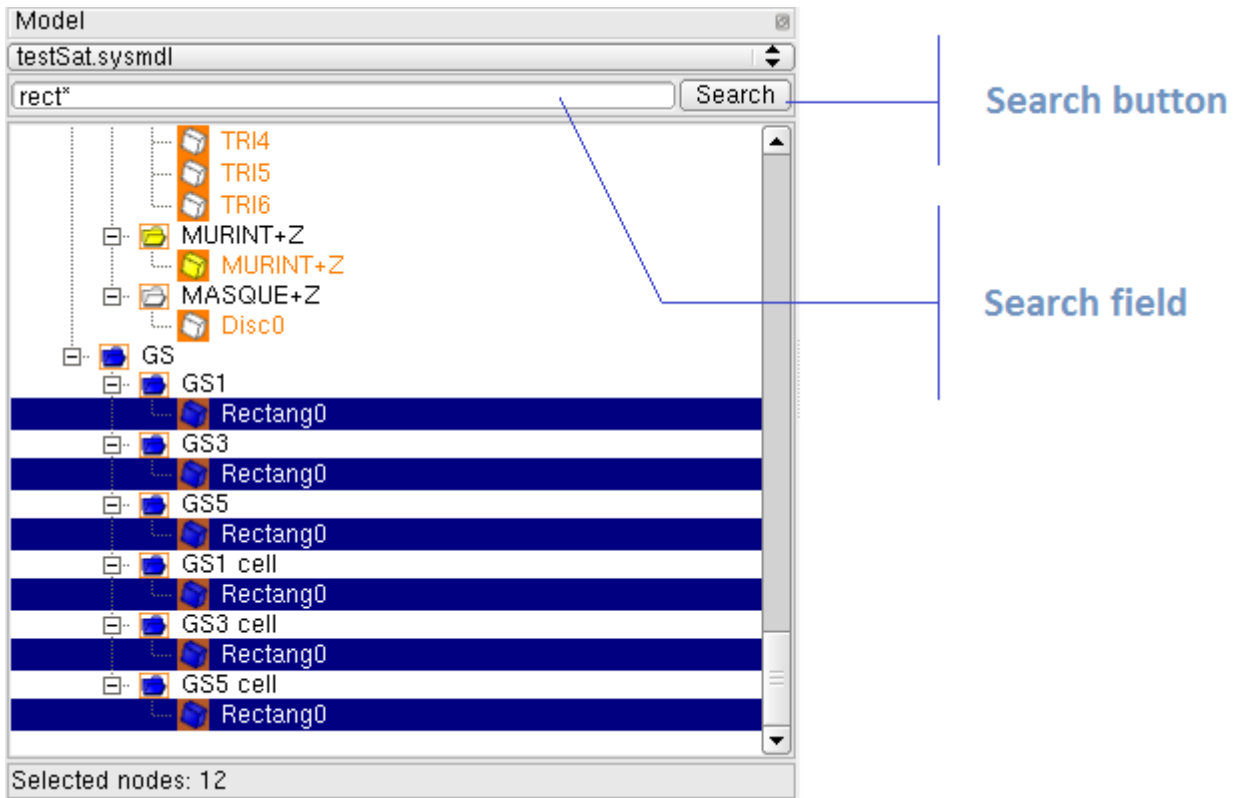 Model
testSat.sysmdl
rect*
Search
Search button
TRI4
TRI5
TRI6
MURINT+Z
MURINT+Z
MASQUE+Z
Search field
Disc0
GS
GS1
Rectang0
GS3
Rectang0
GS5
Rectang0
GS1 cell
Rectang0
GS3 cell
Rectang0
GS5 cell
Rectang0
Selected nodes: 12